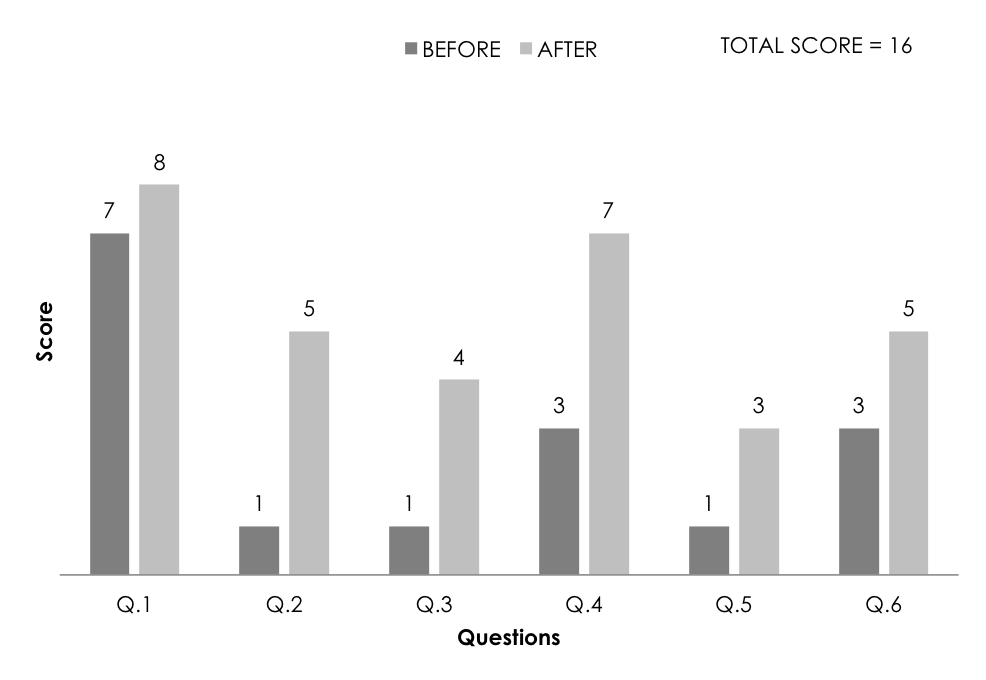 BEFORE AFTER
TOTAL SCORE = 16
8
7
7
5
5
4
3
3
3
1
1
1
Score
Q.1 Q.2 Q.3 Q.4 Q.5 Q.6
Questions